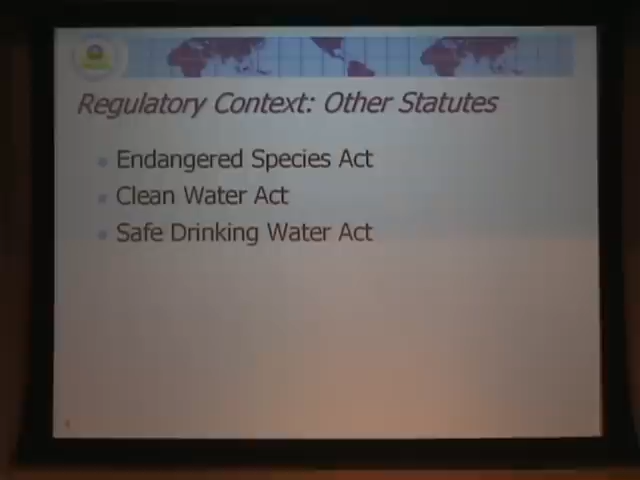 Regulatory Context: Other Statutes
Endangered Species Act
Clean Water Act
Safe Drinking Water Act